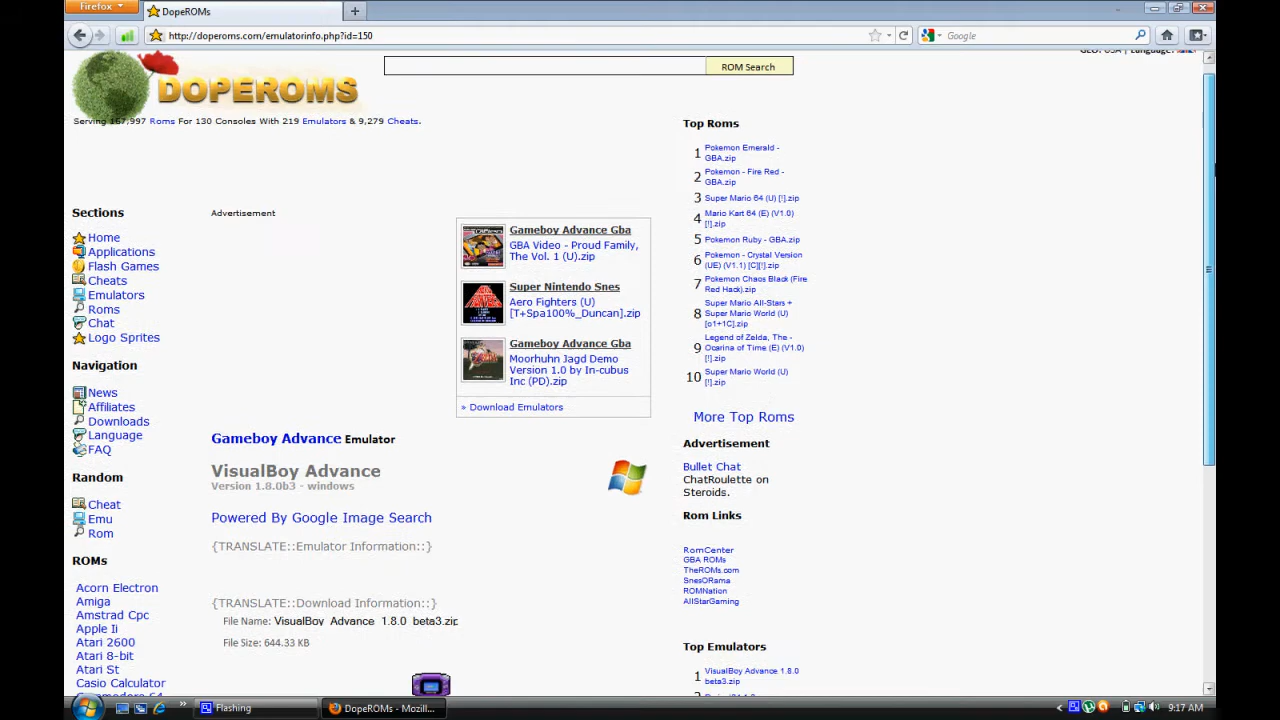 Firefox
DopeROMs
http://doperoms.com/emulatorinfo.php?id=150
Google
GEO: USA | Language:
DOPEROMS
ROM Search
Serving 167,997 Roms For 130 Consoles With 219 Emulators & 9,279 Cheats.
Sections
Home
Applications
Flash Games
Cheats
Emulators
Roms
Chat
Logo Sprites
Navigation
News
Affiliates
Downloads
Language
FAQ
Random
Cheat
Emu
Rom
ROMs
Acorn Electron
Amiga
Amstrad Cpc
Apple Ii
Atari 2600
Atari 8-bit
Atari St
Casio Calculator
Commodore 64
Advertisement
Gameboy Advance Gba
GBA Video - Proud Family,
The Vol. 1 (U).zip
Super Nintendo Snes
Aero Fighters (U)
[T+Spa100%_Duncan].zip
Gameboy Advance Gba
Moorhuhn Jagd Demo
Version 1.0 by In-cubus
Inc (PD).zip
» Download Emulators
Gameboy Advance Emulator
VisualBoy Advance
Version 1.8.0b3 - windows
Powered By Google Image Search
{TRANSLATE::Emulator Information::}
{TRANSLATE::Download Information::}
File Name: VisualBoy Advance 1.8.0 beta3.zip
File Size: 644.33 KB
Top Roms
1 Pokemon Emerald -
GBA.zip
2 Pokemon - Fire Red -
GBA.zip
3 Super Mario 64 (U) [!].zip
4 Mario Kart 64 (E) (V1.0)
[!].zip
5 Pokemon Ruby - GBA.zip
6 Pokemon - Crystal Version
(UE) (V1.1) [C][!].zip
7 Pokemon Chaos Black (Fire
Red Hack).zip
8 Super Mario All-Stars +
Super Mario World (U)
[o1+1C].zip
9 Legend of Zelda, The -
Ocarina of Time (E) (V1.0)
[!].zip
10 Super Mario World (U)
[!].zip
More Top Roms
Advertisement
Bullet Chat
ChatRoulette on
Steroids.
Rom Links
RomCenter
GBA ROMs
TheROMs.com
SnesORama
ROMNation
AllStarGaming
Top Emulators
1 VisualBoy Advance 1.8.0
beta3.zip
Flashing
DopeROMs - Mozill...
9:17 AM